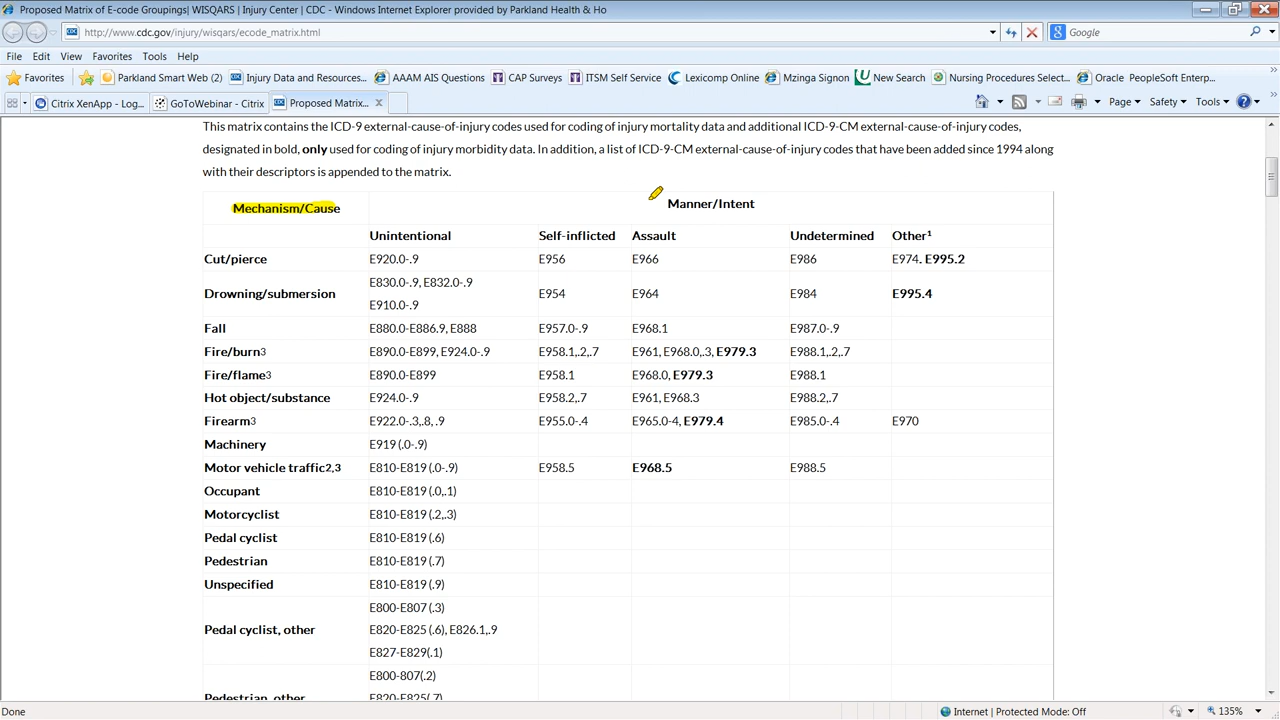 Proposed Matrix of E-code Groupings| WISQARS | Injury Center | CDC - Windows Internet Explorer provided by Parkland Health & Ho
http://www.cdc.gov/injury/wisqars/ecode_matrix.html
Google
File Edit View Favorites Tools Help
Favorites Parkland Smart Web (2) Injury Data and Resources... AAAM AIS Questions CAP Surveys ITSM Self Service Lexicomp Online Mzinga Signon New Search Nursing Procedures Select... Oracle PeopleSoft Enterp...
Citrix XenApp - Log... GoToWebinar - Citrix Proposed Matrix... Page Safety Tools
This matrix contains the ICD-9 external-cause-of-injury codes used for coding of injury mortality data and additional ICD-9-CM external-cause-of-injury codes,
designated in bold, only used for coding of injury morbidity data. In addition, a list of ICD-9-CM external-cause-of-injury codes that have been added since 1994 along
with their descriptors is appended to the matrix.
Mechanism/Cause Manner/Intent
Unintentional Self-inflicted Assault Undetermined Other¹
Cut/pierce E920.0-.9 E956 E966 E986 E974. E995.2
E830.0-.9, E832.0-.9
Drowning/submersion E954 E964 E984 E995.4
E910.0-.9
Fall E880.0-E886.9, E888 E957.0-.9 E968.1 E987.0-.9
Fire/burn3 E890.0-E899, E924.0-.9 E958.1,.2,.7 E961, E968.0,.3, E979.3 E988.1,.2,.7
Fire/flame3 E890.0-E899 E958.1 E968.0, E979.3 E988.1
Hot object/substance E924.0-.9 E958.2,.7 E961, E968.3 E988.2,.7
Firearm3 E922.0-.3,.8, .9 E955.0-.4 E965.0-4, E979.4 E985.0-.4 E970
Machinery E919 (.0-.9)
Motor vehicle traffic2,3 E810-E819 (.0-.9) E958.5 E968.5 E988.5
Occupant E810-E819 (.0,.1)
Motorcyclist E810-E819 (.2,.3)
Pedal cyclist E810-E819 (.6)
Pedestrian E810-E819 (.7)
Unspecified E810-E819 (.9)
E800-E807 (.3)
Pedal cyclist, other E820-E825 (.6), E826.1,.9
E827-E829(.1)
E800-807(.2)
Pedestrian, other E820-E825(.7)
Done Internet | Protected Mode: Off 135%